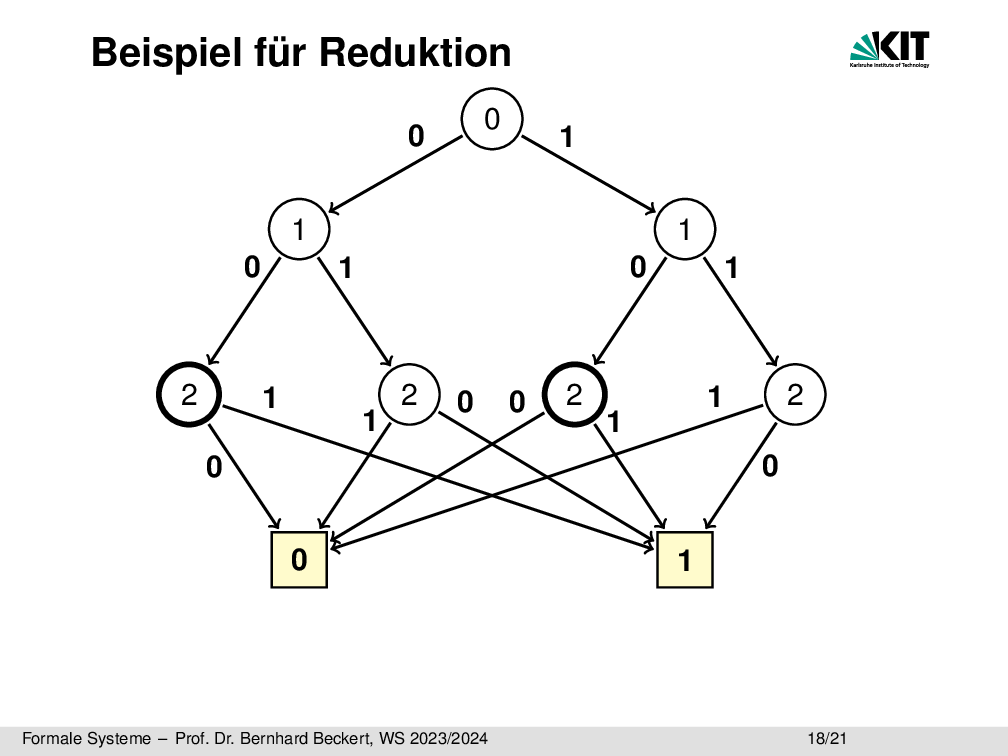 Beispiel für Reduktion
KIT
Karlsruhe Institute of Technology
0
0 1
1 1
0 1 0 1
2 2 2 2
1 0 0 1
1 1
0 0
0 1
Formale Systeme – Prof. Dr. Bernhard Beckert, WS 2023/2024 18/21